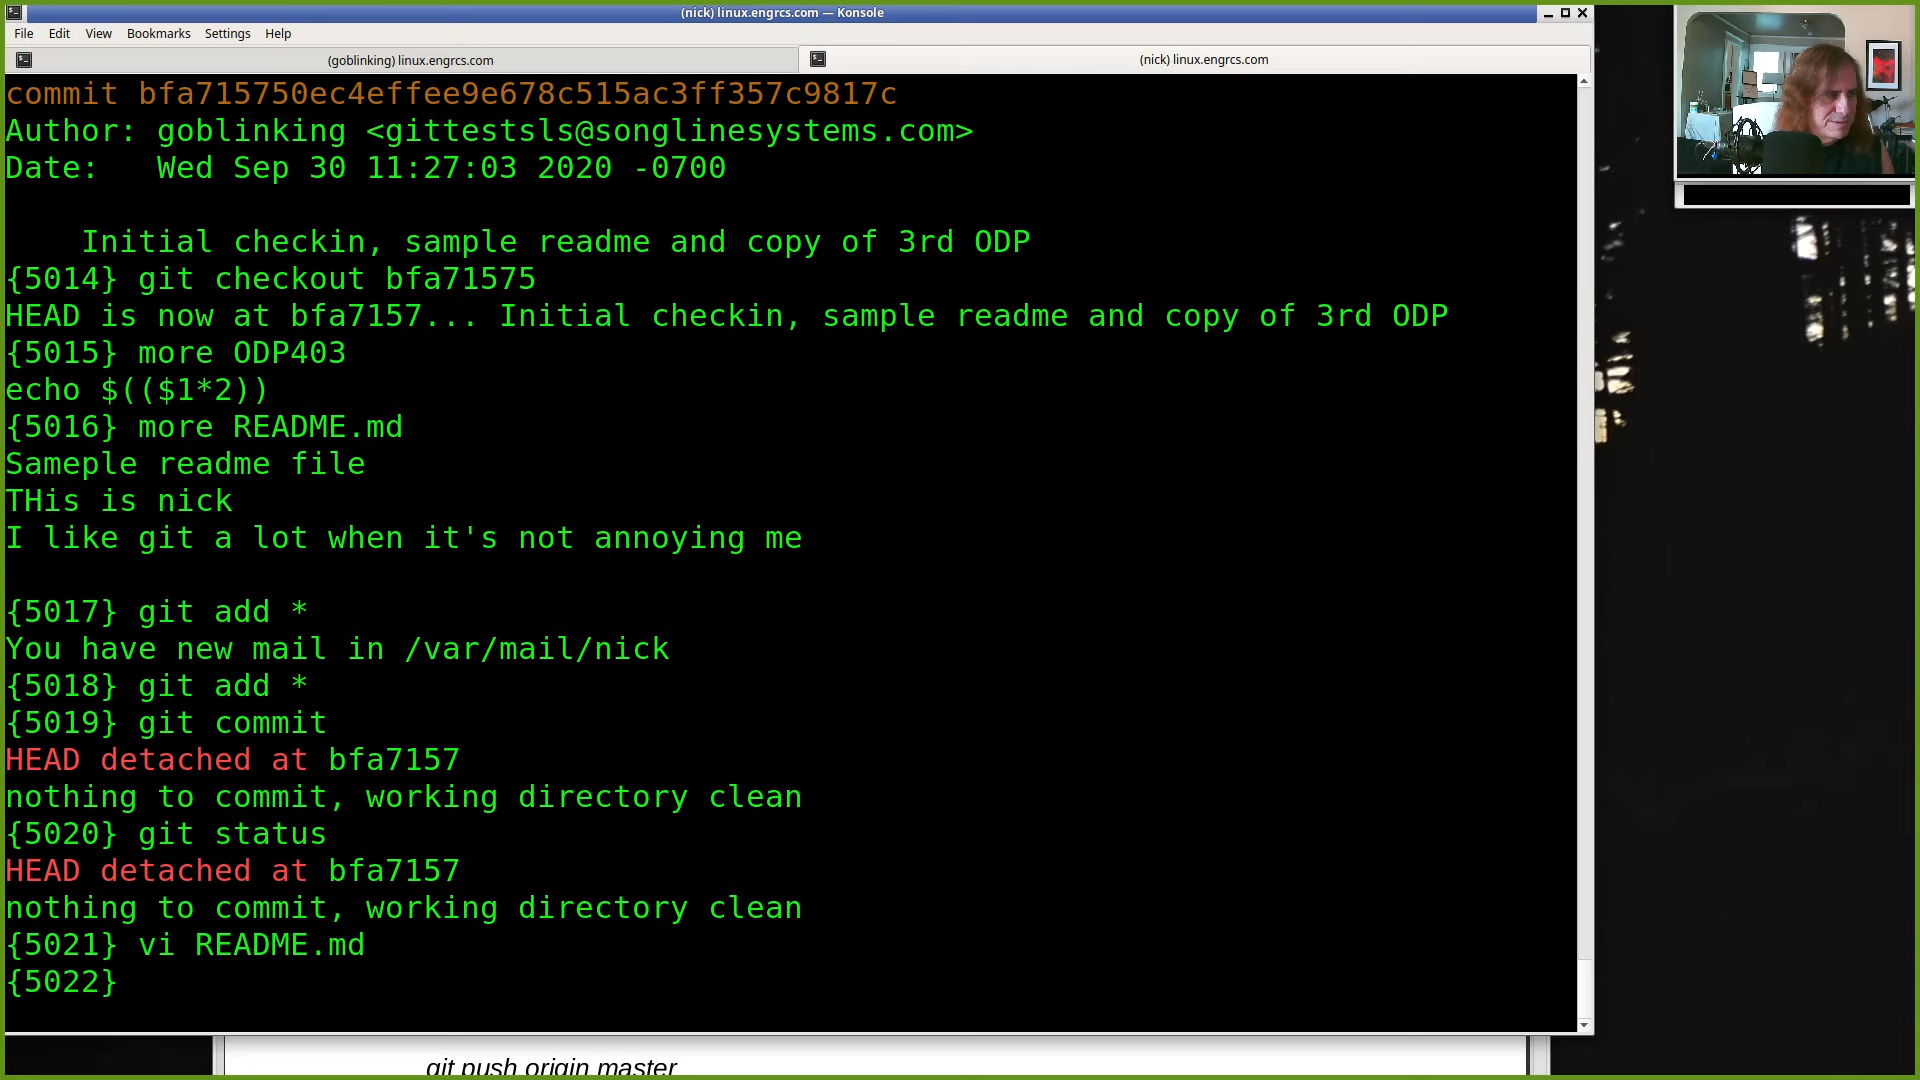 (nick) linux.engrcs.com — Konsole
File Edit View Bookmarks Settings Help
(goblinking) linux.engrcs.com (nick) linux.engrcs.com
commit bfa715750ec4effee9e678c515ac3ff357c9817c
Author: goblinking <gittestsls@songlinesystems.com>
Date:   Wed Sep 30 11:27:03 2020 -0700
    Initial checkin, sample readme and copy of 3rd ODP
{5014} git checkout bfa71575
HEAD is now at bfa7157... Initial checkin, sample readme and copy of 3rd ODP
{5015} more ODP403
echo $(($1*2))
{5016} more README.md
Sameple readme file
THis is nick
I like git a lot when it's not annoying me
{5017} git add *
You have new mail in /var/mail/nick
{5018} git add *
{5019} git commit
HEAD detached at bfa7157
nothing to commit, working directory clean
{5020} git status
HEAD detached at bfa7157
nothing to commit, working directory clean
{5021} vi README.md
{5022}
git push origin master